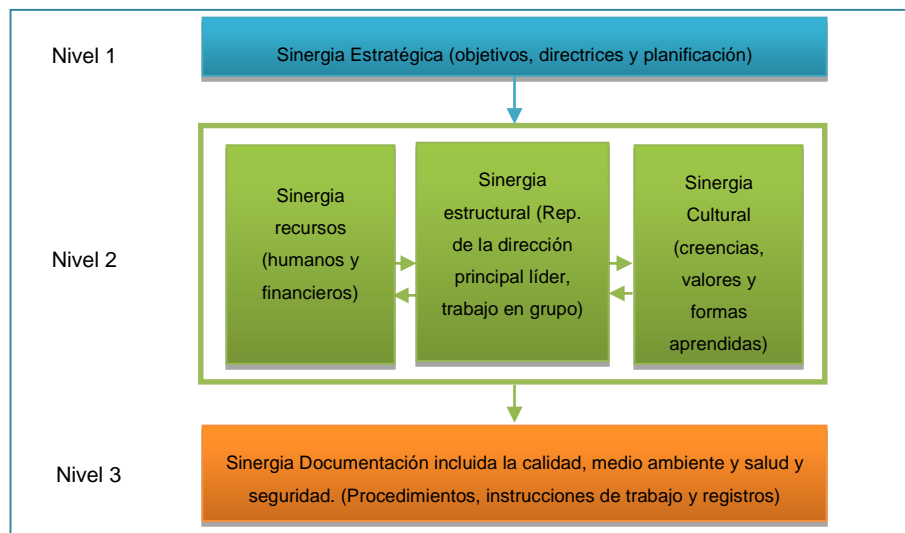 Nivel 1
Sinergia Estratégica (objetivos, directrices y planificación)
Nivel 2
Sinergia
recursos
(humanos y
financieros)
Sinergia
estructural (Rep.
de la dirección
principal líder,
trabajo en grupo)
Sinergia
Cultural
(creencias,
valores y
formas
aprendidas)
Nivel 3
Sinergia Documentación incluida la calidad, medio ambiente y salud y
seguridad. (Procedimientos, instrucciones de trabajo y registros)